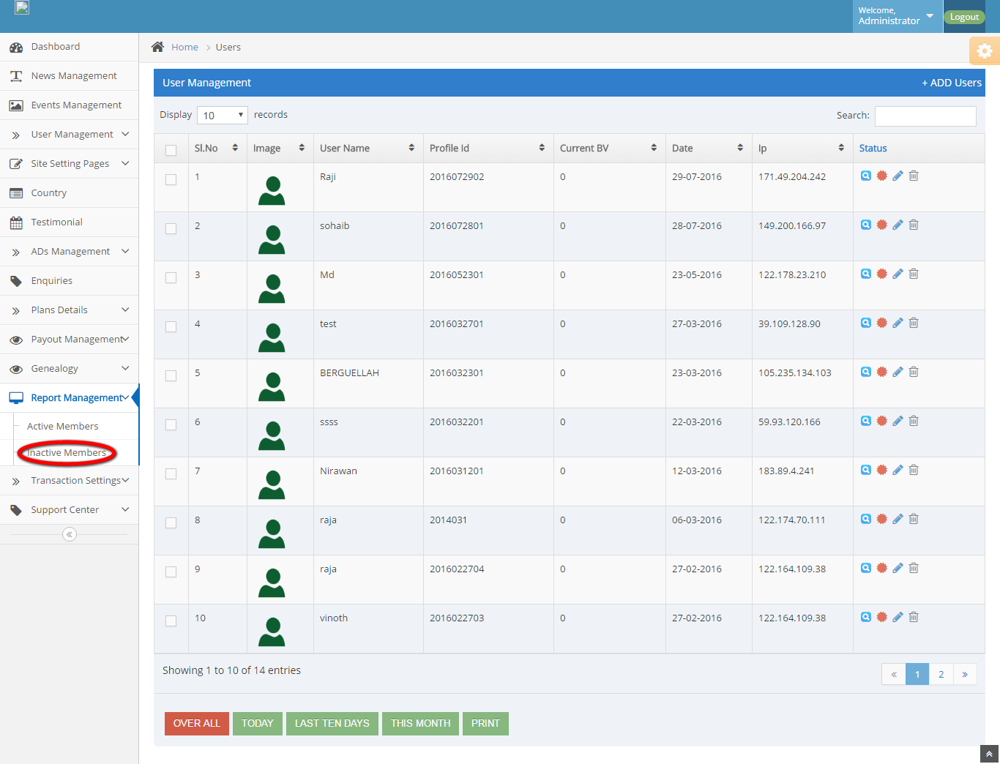 Welcome,
Administrator
Logout
Dashboard
News Management
Events Management
User Management
Site Setting Pages
Country
Testimonial
ADs Management
Enquiries
Plans Details
Payout Management
Genealogy
Report Management
Active Members
Inactive Members
Transaction Settings
Support Center
Home > Users
User Management + ADD Users
Display 10 records Search:
Sl.No Image User Name Profile Id Current BV Date Ip Status
1 Raji 2016072902 0 29-07-2016 171.49.204.242
2 sohaib 2016072801 0 28-07-2016 149.200.166.97
3 Md 2016052301 0 23-05-2016 122.178.23.210
4 test 2016032701 0 27-03-2016 39.109.128.90
5 BERGUELLAH 2016032301 0 23-03-2016 105.235.134.103
6 ssss 2016032201 0 22-03-2016 59.93.120.166
7 Nirawan 2016031201 0 12-03-2016 183.89.4.241
8 raja 2014031 0 06-03-2016 122.174.70.111
9 raja 2016022704 0 27-02-2016 122.164.109.38
10 vinoth 2016022703 0 27-02-2016 122.164.109.38
Showing 1 to 10 of 14 entries « 1 2 »
OVER ALL TODAY LAST TEN DAYS THIS MONTH PRINT